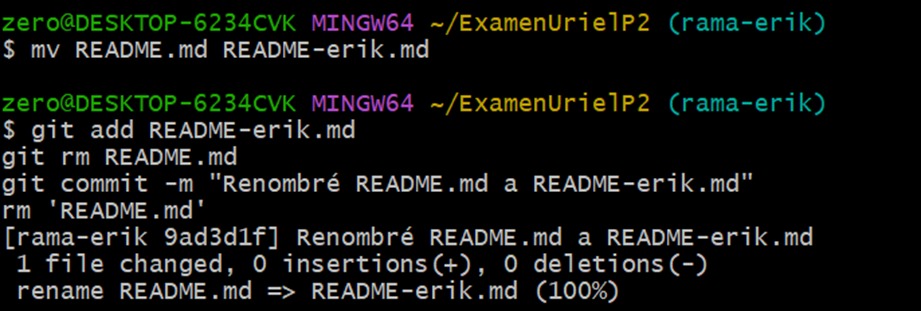 zero@DESKTOP-6234CVK MINGW64 ~/ExamenUrielP2 (rama-erik)
$ mv README.md README-erik.md
zero@DESKTOP-6234CVK MINGW64 ~/ExamenUrielP2 (rama-erik)
$ git add README-erik.md
git rm README.md
git commit -m "Renombré README.md a README-erik.md"
rm 'README.md'
[rama-erik 9ad3d1f] Renombré README.md a README-erik.md
1 file changed, 0 insertions(+), 0 deletions(-)
rename README.md => README-erik.md (100%)